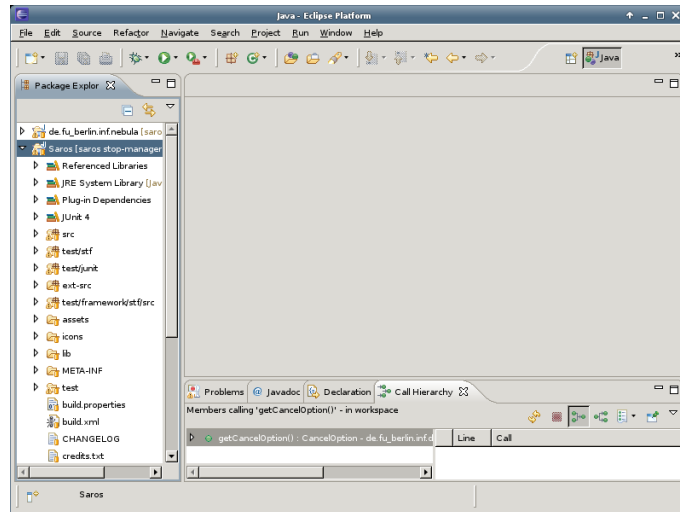 Java - Eclipse Platform
File Edit Source Refactor Navigate Search Project Run Window Help
Java
Package Explor
de.fu_berlin.inf.nebula [saro
Saros [saros stop-manager
Referenced Libraries
JRE System Library [Jav
Plug-in Dependencies
JUnit 4
src
test/stf
test/junit
ext-src
test/framework/stf/src
assets
icons
lib
META-INF
test
build.properties
build.xml
CHANGELOG
credits.txt
Problems @ Javadoc Declaration Call Hierarchy
Members calling 'getCancelOption()' - in workspace
getCancelOption() : CancelOption - de.fu_berlin.inf.d
Line Call
Saros